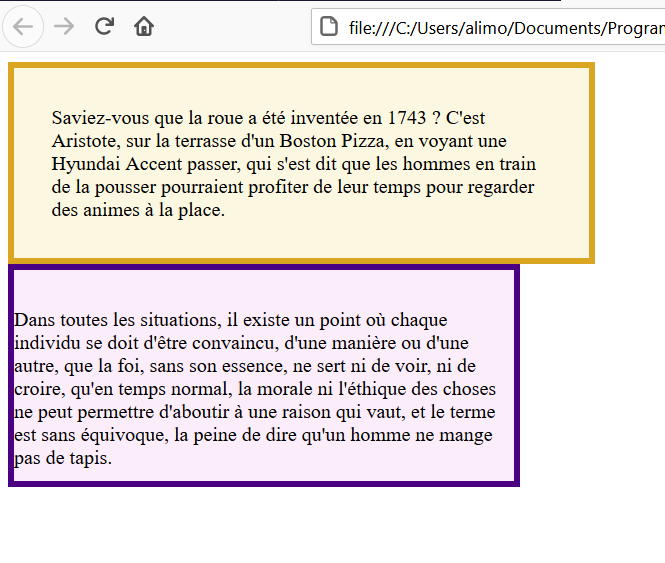 file:///C:/Users/alimo/Documents/Program
Saviez-vous que la roue a été inventée en 1743 ? C'est
Aristote, sur la terrasse d'un Boston Pizza, en voyant une
Hyundai Accent passer, qui s'est dit que les hommes en train
de la pousser pourraient profiter de leur temps pour regarder
des animes à la place.
Dans toutes les situations, il existe un point où chaque
individu se doit d'être convaincu, d'une manière ou d'une
autre, que la foi, sans son essence, ne sert ni de voir, ni de
croire, qu'en temps normal, la morale ni l'éthique des choses
ne peut permettre d'aboutir à une raison qui vaut, et le terme
est sans équivoque, la peine de dire qu'un homme ne mange
pas de tapis.